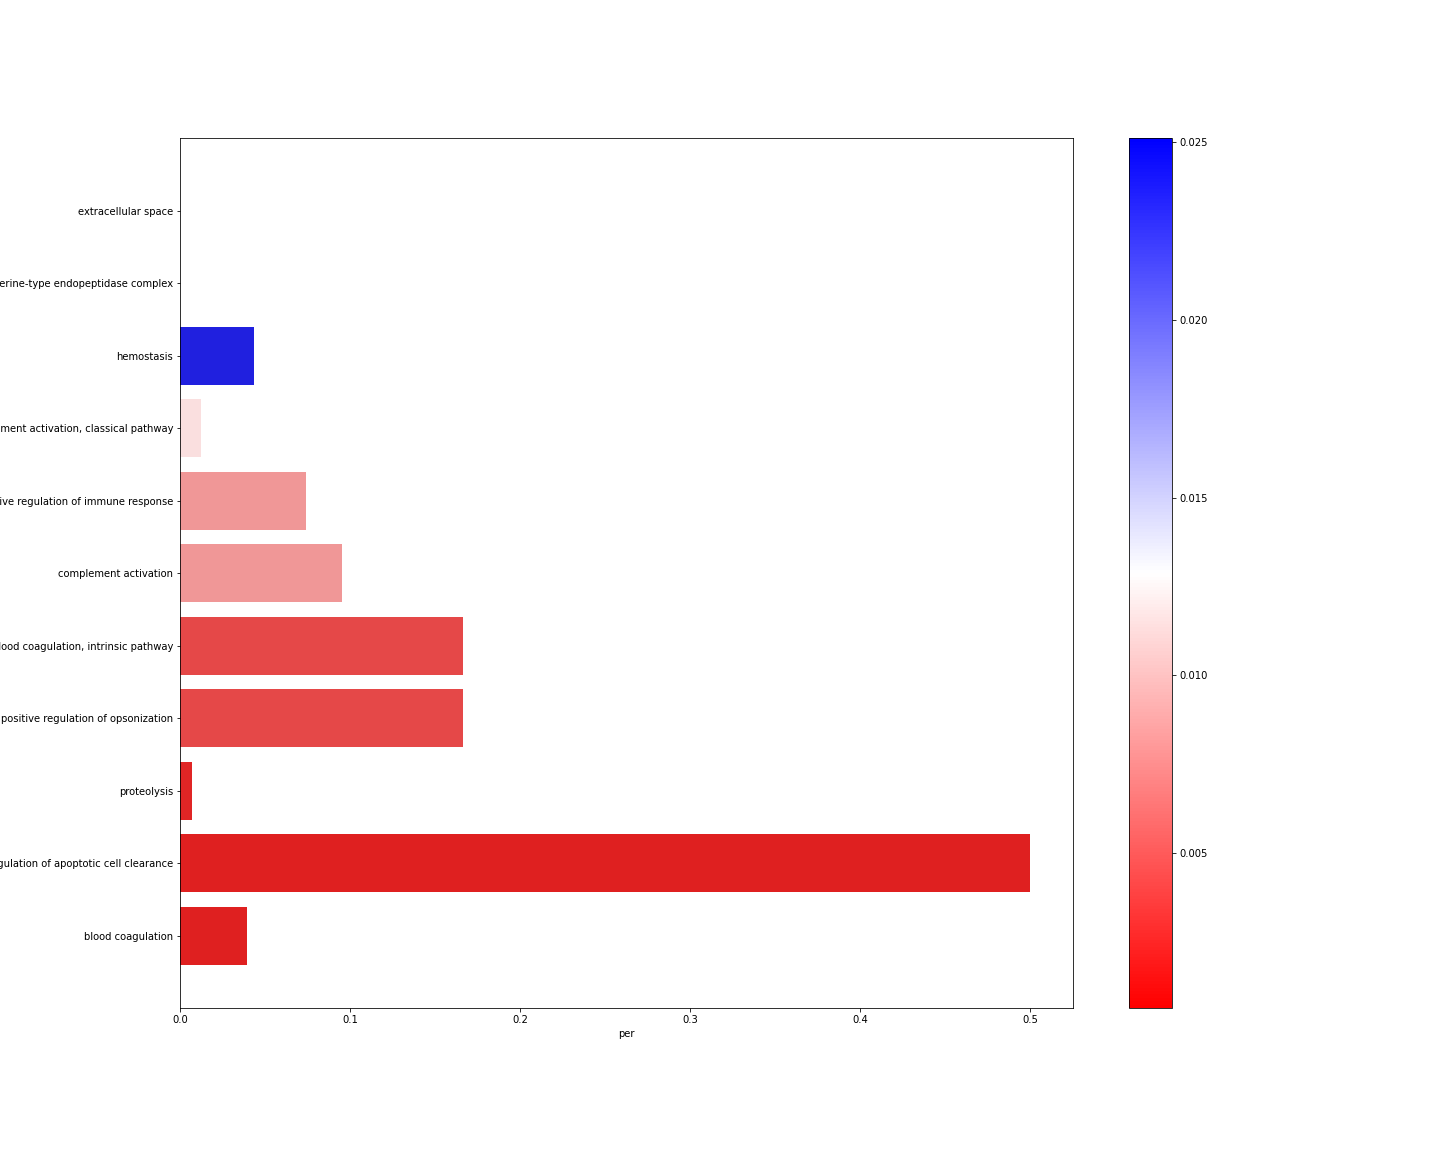 extracellular space
erine-type endopeptidase complex
hemostasis
ment activation, classical pathway
ive regulation of immune response
complement activation
lood coagulation, intrinsic pathway
positive regulation of opsonization
proteolysis
gulation of apoptotic cell clearance
blood coagulation
0.0 0.1 0.2 0.3 0.4 0.5
per
0.025
0.020
0.015
0.010
0.005